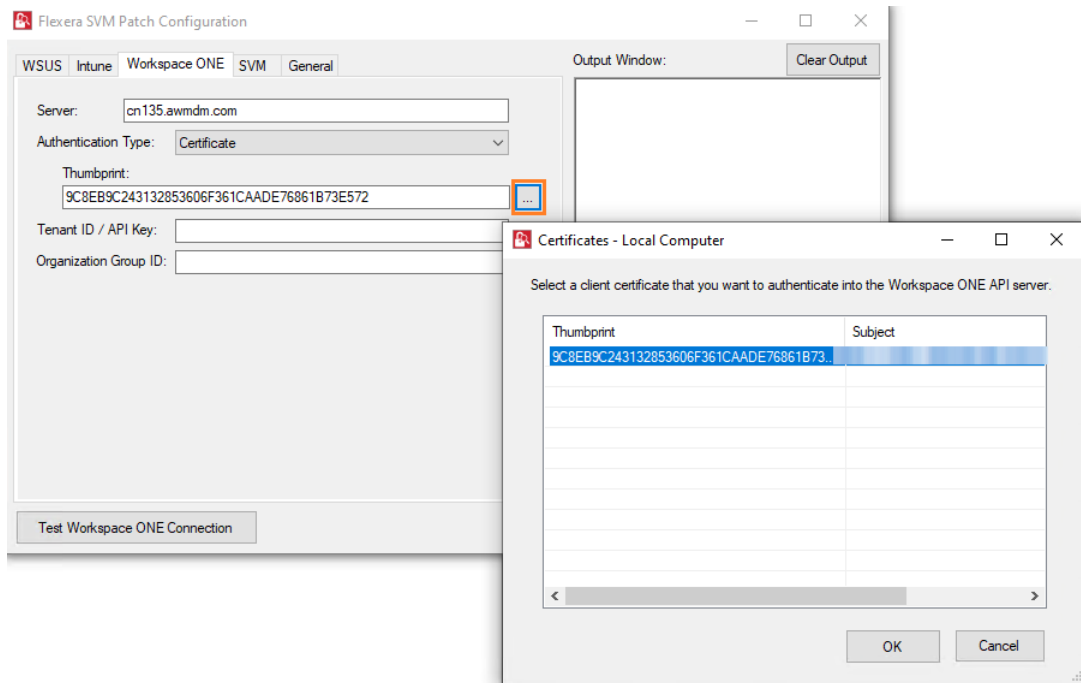 Flexera SVM Patch Configuration
WSUS Intune Workspace ONE SVM General
Output Window:
Clear Output
Server: cn135.awmdm.com
Authentication Type: Certificate
Thumbprint:
9C8EB9C243132853606F361CAADE76861B73E572 ...
Tenant ID / API Key:
Organization Group ID:
Test Workspace ONE Connection
Certificates - Local Computer
Select a client certificate that you want to authenticate into the Workspace ONE API server.
Thumbprint Subject
9C8EB9C243132853606F361CAADE76861B73...
OK Cancel